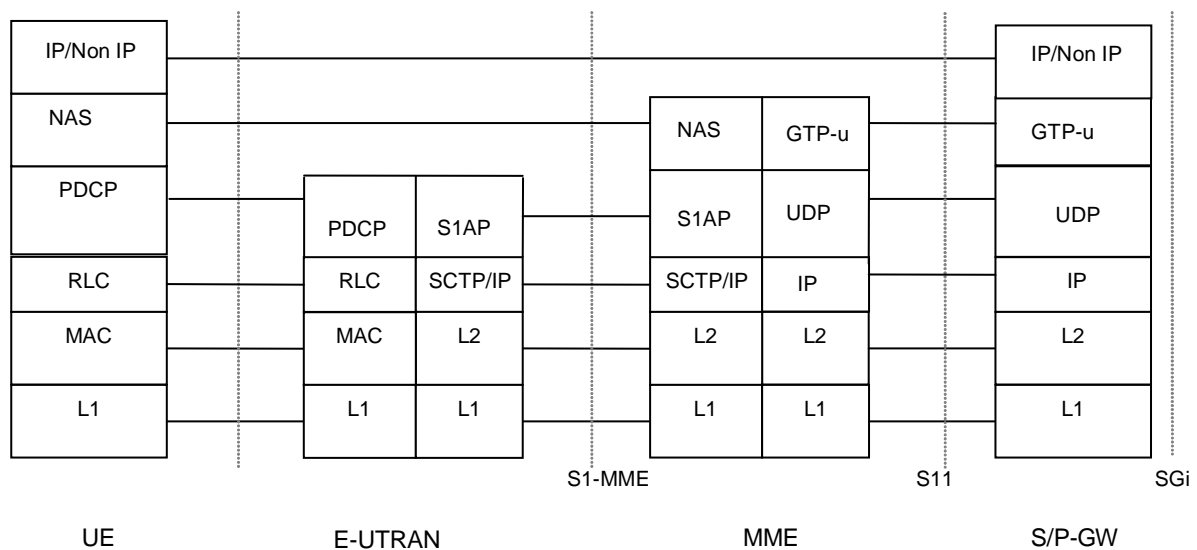 IP/Non IP
IP/Non IP
NAS
NAS
GTP-u
GTP-u
PDCP
PDCP
S1AP
S1AP
UDP
UDP
RLC
RLC
SCTP/IP
SCTP/IP
IP
IP
MAC
MAC
L2
L2
L2
L2
L1
L1
L1
L1
L1
L1
S1-MME
S11
SGi
UE
E-UTRAN
MME
S/P-GW